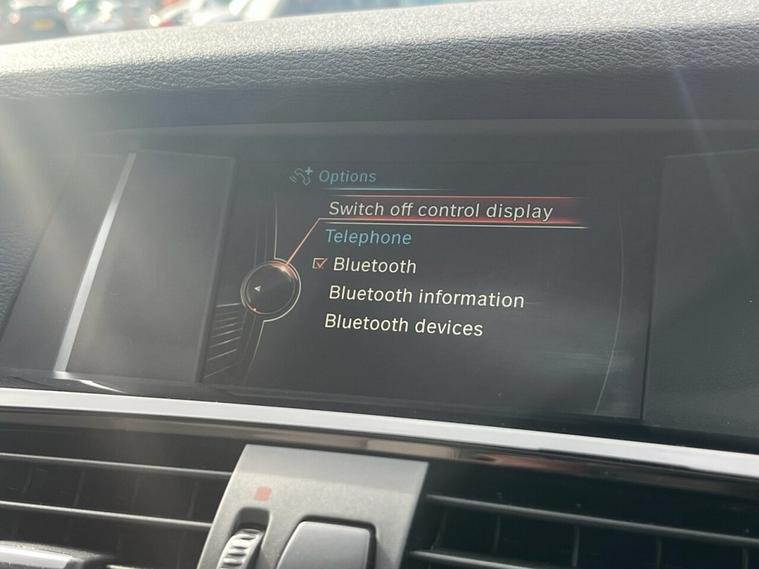 Options
Switch off control display
Telephone
Bluetooth
Bluetooth information
Bluetooth devices